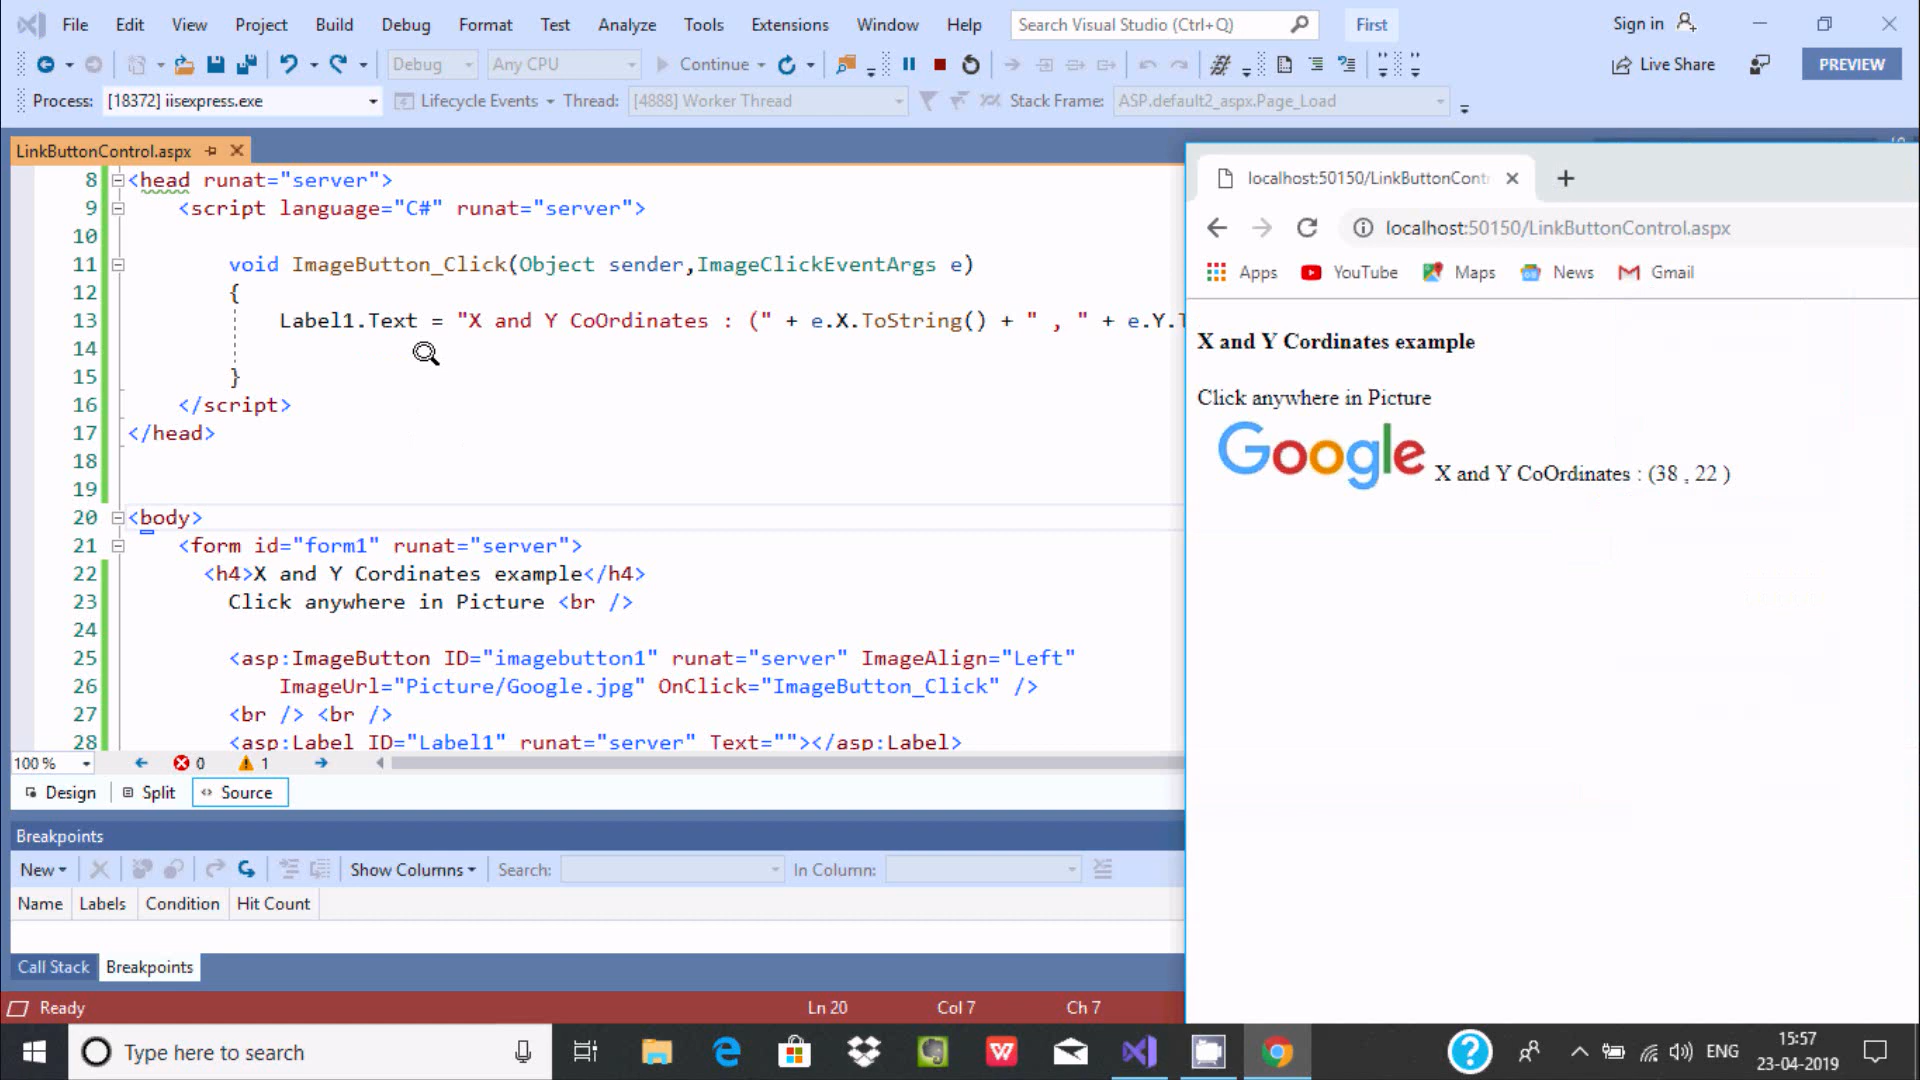 File Edit View Project Build Debug Format Test Analyze Tools Extensions Window Help Search Visual Studio (Ctrl+Q) First Sign in
Debug Any CPU Continue Live Share PREVIEW
Process: [18372] iisexpress.exe Lifecycle Events Thread: [4888] Worker Thread Stack Frame: ASP.default2_aspx.Page_Load
LinkButtonControl.aspx
8 <head runat="server">
9 <script language="C#" runat="server">
10
11 void ImageButton_Click(Object sender,ImageClickEventArgs e)
12 {
13 Label1.Text = "X and Y CoOrdinates : (" + e.X.ToString() + " , " + e.Y.
14
15 }
16 </script>
17 </head>
18
19
20 <body>
21 <form id="form1" runat="server">
22 <h4>X and Y Cordinates example</h4>
23 Click anywhere in Picture <br />
24
25 <asp:ImageButton ID="imagebutton1" runat="server" ImageAlign="Left"
26 ImageUrl="Picture/Google.jpg" OnClick="ImageButton_Click" />
27 <br /> <br />
28 <asp:Label ID="Label1" runat="server" Text=""></asp:Label>
100 % 0 1
Design Split Source
Breakpoints
New Show Columns Search: In Column:
Name Labels Condition Hit Count
Call Stack Breakpoints
Ready Ln 20 Col 7 Ch 7
localhost:50150/LinkButtonCont
localhost:50150/LinkButtonControl.aspx
Apps YouTube Maps News Gmail
X and Y Cordinates example
Click anywhere in Picture
Google X and Y CoOrdinates : (38 , 22 )
Type here to search
ENG 15:57
23-04-2019